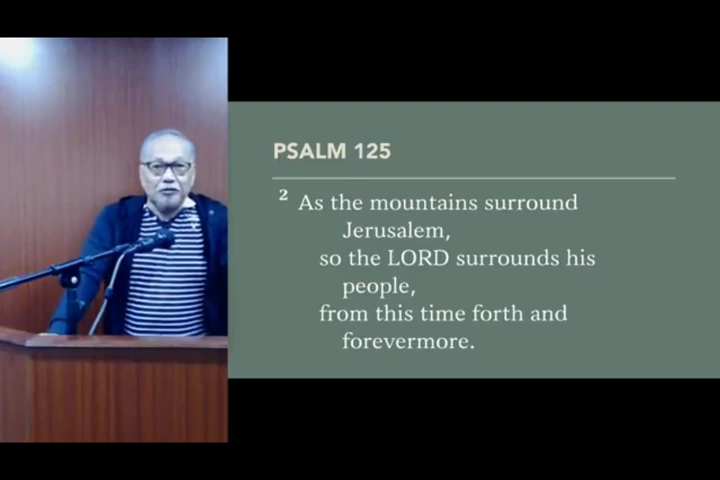 PSALM 125
² As the mountains surround
Jerusalem,
so the LORD surrounds his
people,
from this time forth and
forevermore.